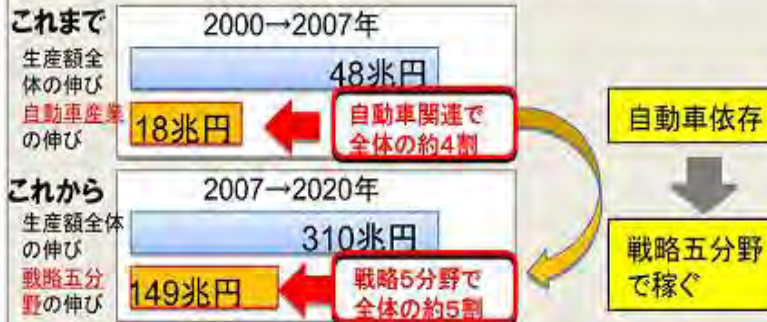 これまで
2000→2007年
生産額全
体の伸び
48兆円
自動車産業
の伸び
18兆円
自動車関連で
全体の約4割
自動車依存
これから
2007→2020年
生産額全体
の伸び
310兆円
戦略五分
野の伸び
149兆円
戦略5分野で
全体の約5割
戦略五分野
で稼ぐ